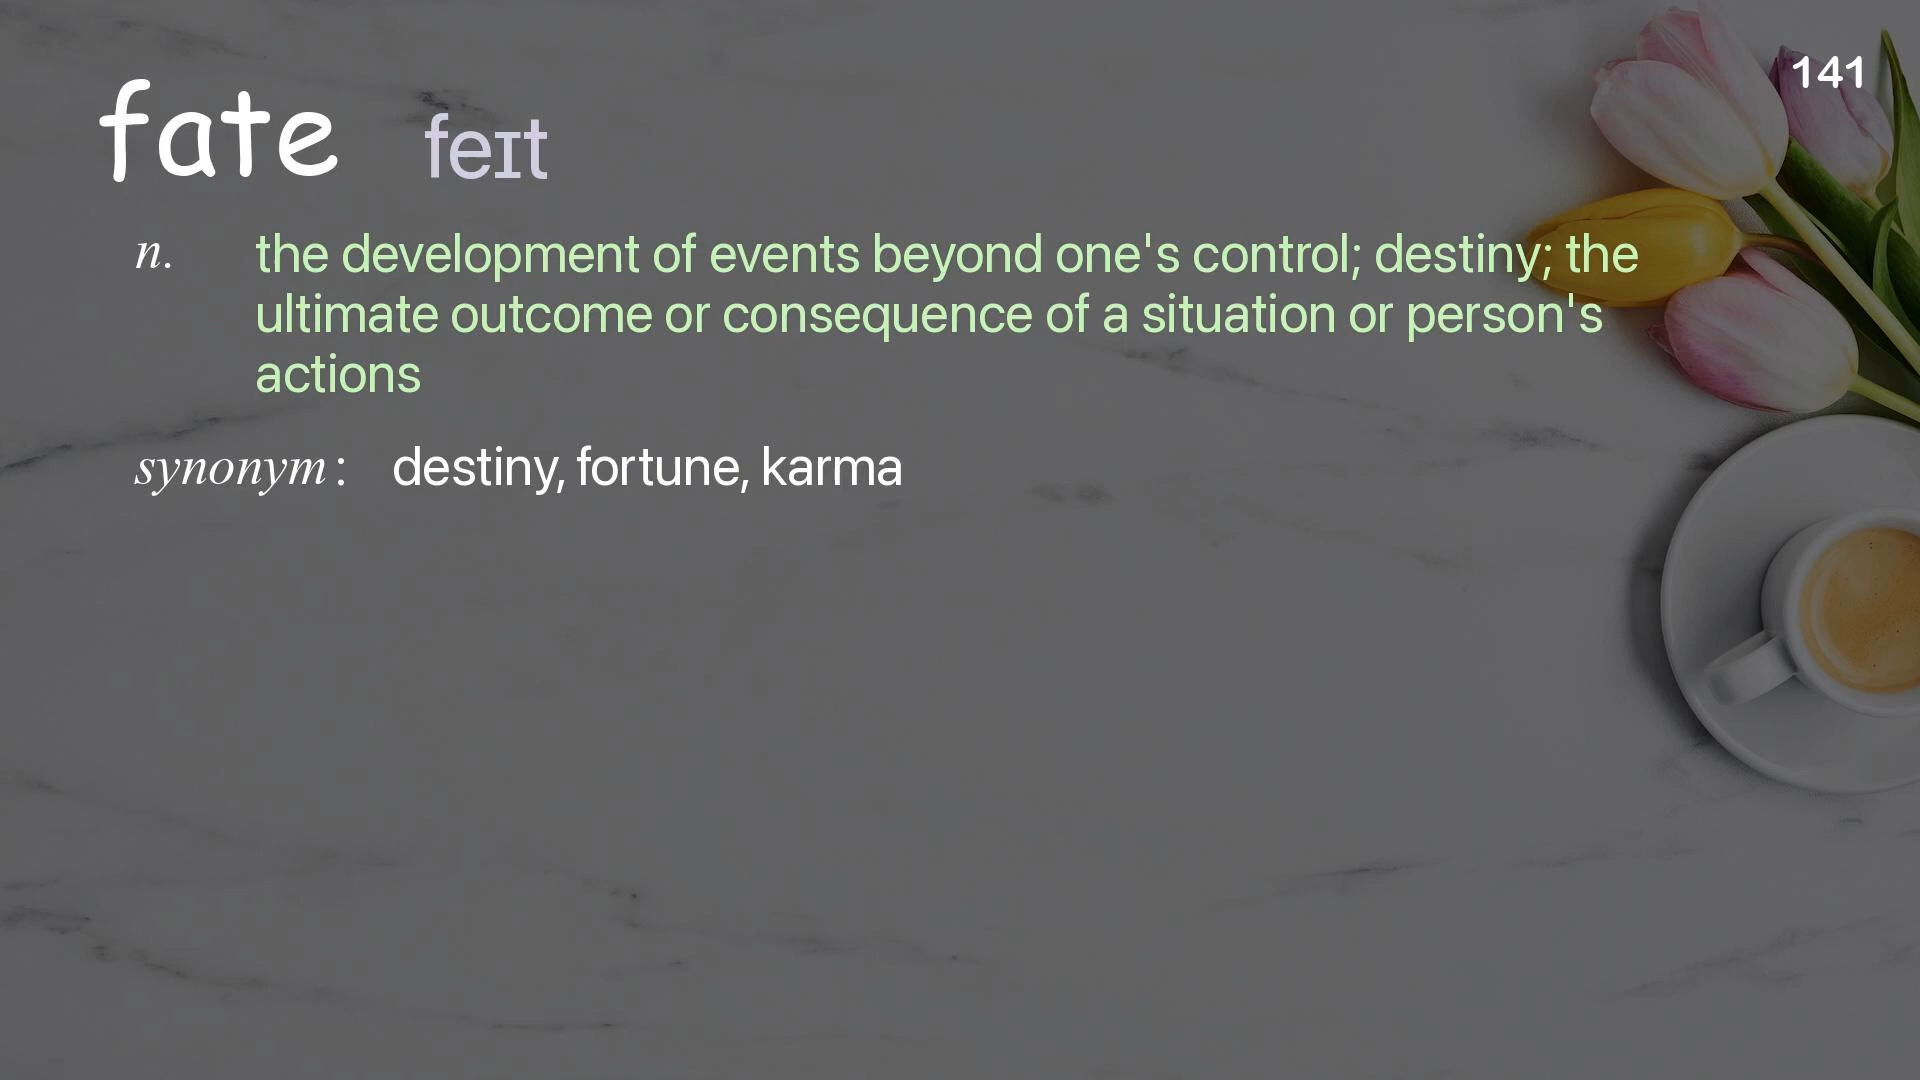 141
fate feɪt
n. the development of events beyond one's control; destiny; the
ultimate outcome or consequence of a situation or person's
actions
synonym: destiny, fortune, karma